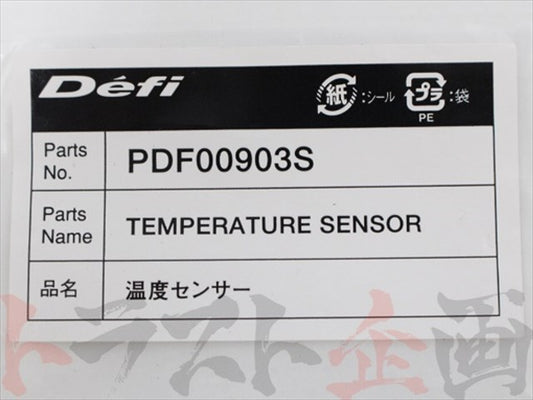 Défi
紙:シール プラ:袋
PE
Parts No. PDF00903S
Parts Name TEMPERATURE SENSOR
品名 温度センサー
トラスト企画